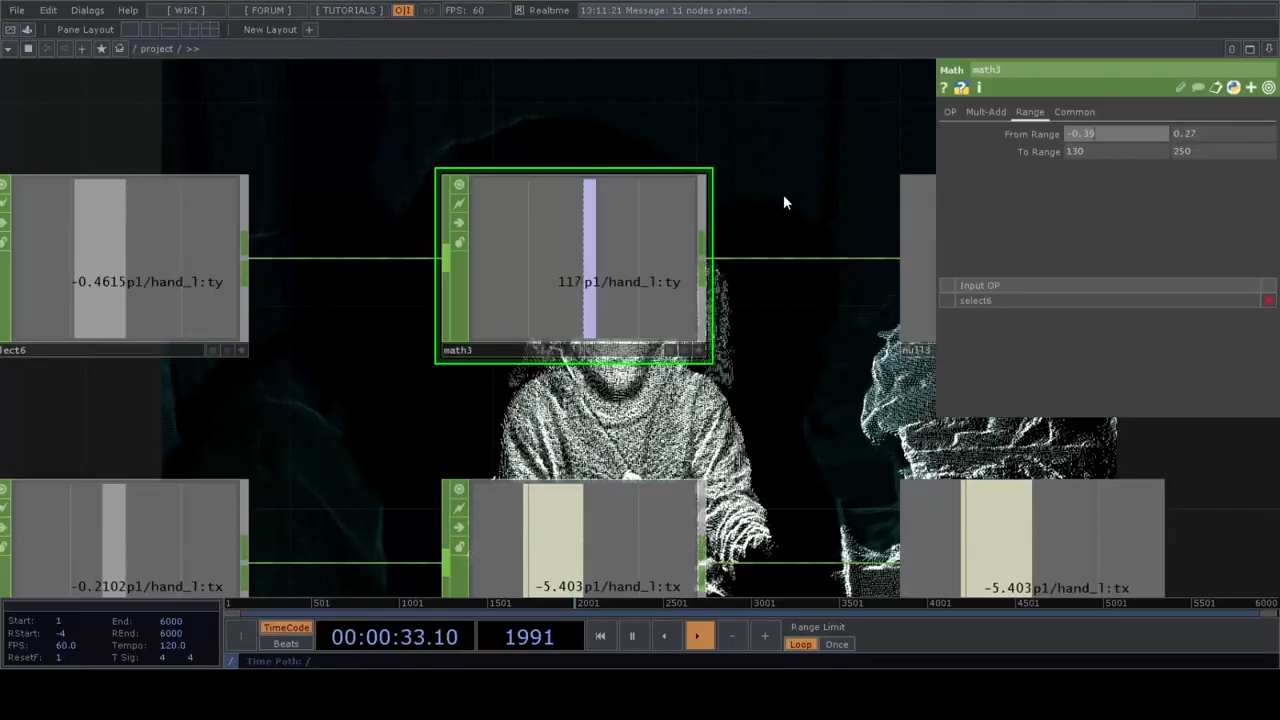 File Edit Dialogs Help [ WIKI ] [ FORUM ] [ TUTORIALS ] O|I 60 FPS: 60 Realtime 13:11:21 Message: 11 nodes pasted.
Pane Layout New Layout +
/ project / >> 0
Math math3
? i
OP Mult-Add Range Common
From Range -0.39 0.27
To Range 130 250
-0.4615p1/hand_l:ty
117p1/hand_l:ty
Input OP
select6
lect6
math3
null3
-0.2102p1/hand_l:tx
-5.403p1/hand_l:tx
-5.403p1/hand_l:tx
1 501 1001 1501 2001 2501 3001 3501 4001 4501 5001 5501 6000
Start: 1 End: 6000
RStart: -4 REnd: 6000
FPS: 60.0 Tempo: 120.0
ResetF: 1 T Sig: 4 4
TimeCode
Beats
00:00:33.10
1991
Range Limit
Loop Once
/ Time Path: /